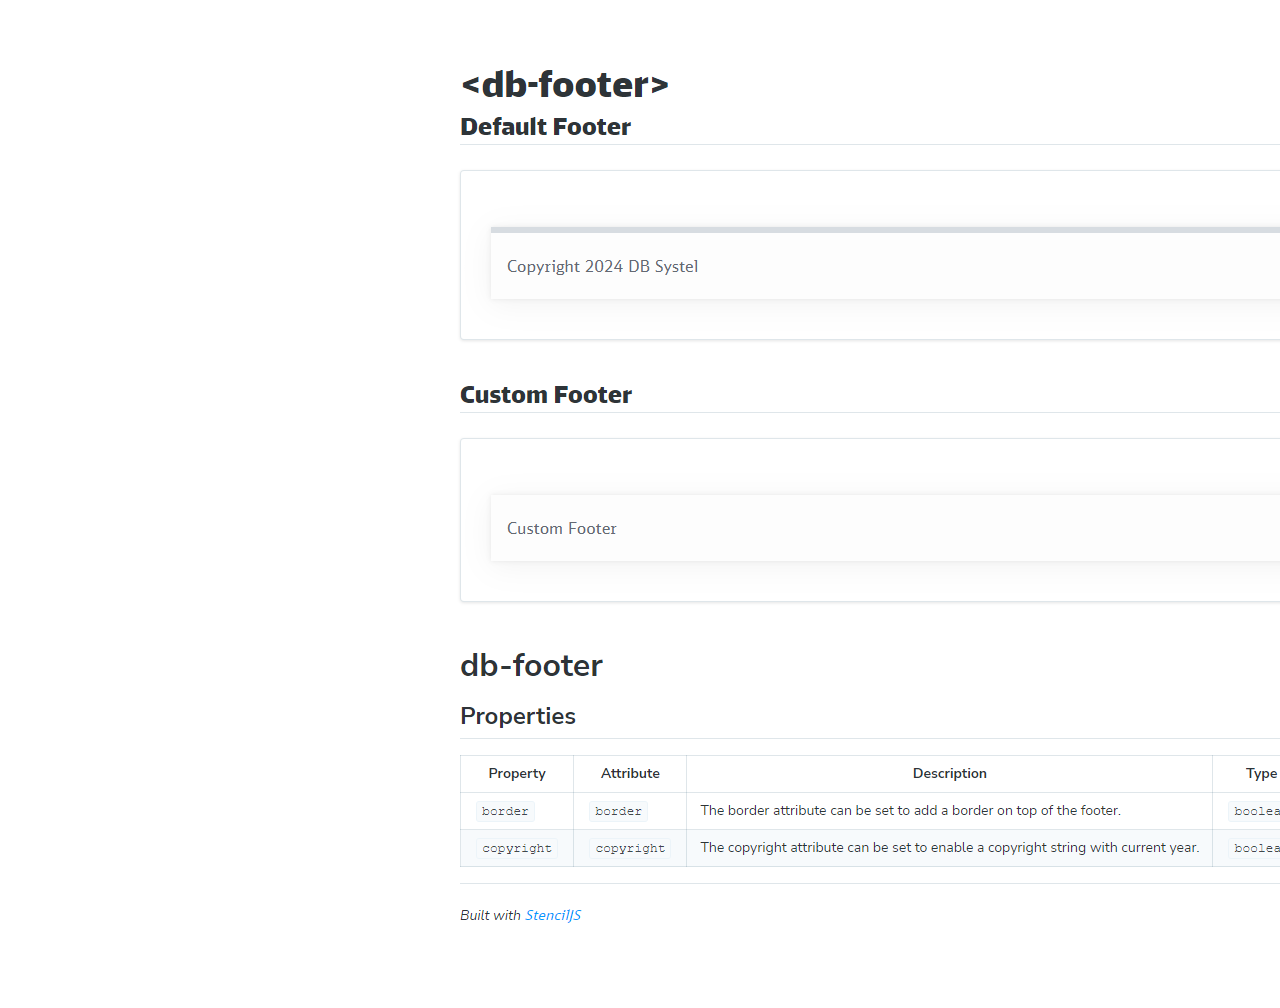 <db-footer>
Default Footer
Copyright 2024 DB Systel
Custom Footer
Custom Footer
db-footer
Properties
Property Attribute Description Type
border border The border attribute can be set to add a border on top of the footer. boolea
copyright copyright The copyright attribute can be set to enable a copyright string with current year. boolea
Built with StencilJS